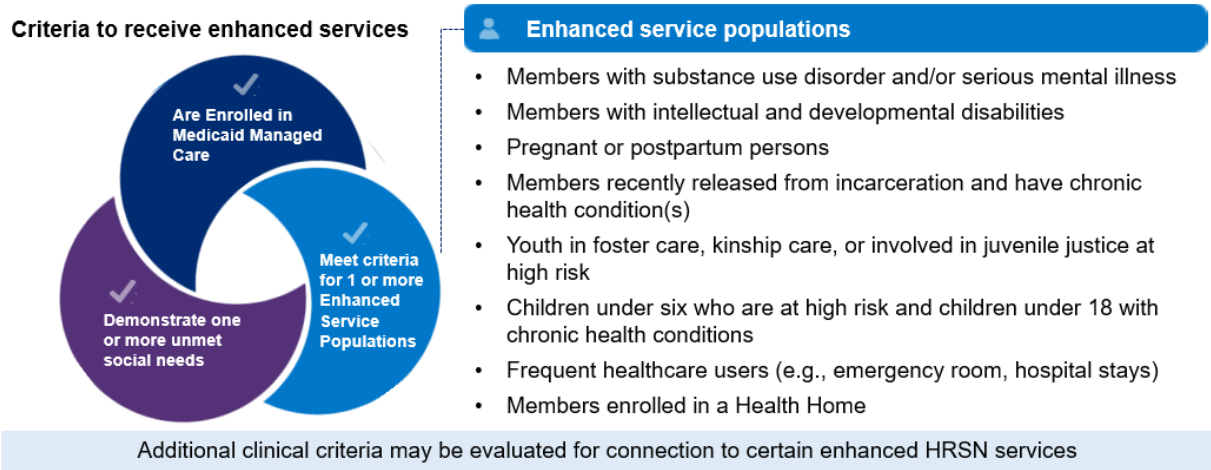 Criteria to receive enhanced services
Are Enrolled in
Medicaid Managed
Care
Meet criteria
for 1 or more
Enhanced
Service
Populations
Demonstrate one
or more unmet
social needs
Enhanced service populations
• Members with substance use disorder and/or serious mental illness
• Members with intellectual and developmental disabilities
• Pregnant or postpartum persons
• Members recently released from incarceration and have chronic
health condition(s)
• Youth in foster care, kinship care, or involved in juvenile justice at
high risk
• Children under six who are at high risk and children under 18 with
chronic health conditions
• Frequent healthcare users (e.g., emergency room, hospital stays)
• Members enrolled in a Health Home
Additional clinical criteria may be evaluated for connection to certain enhanced HRSN services